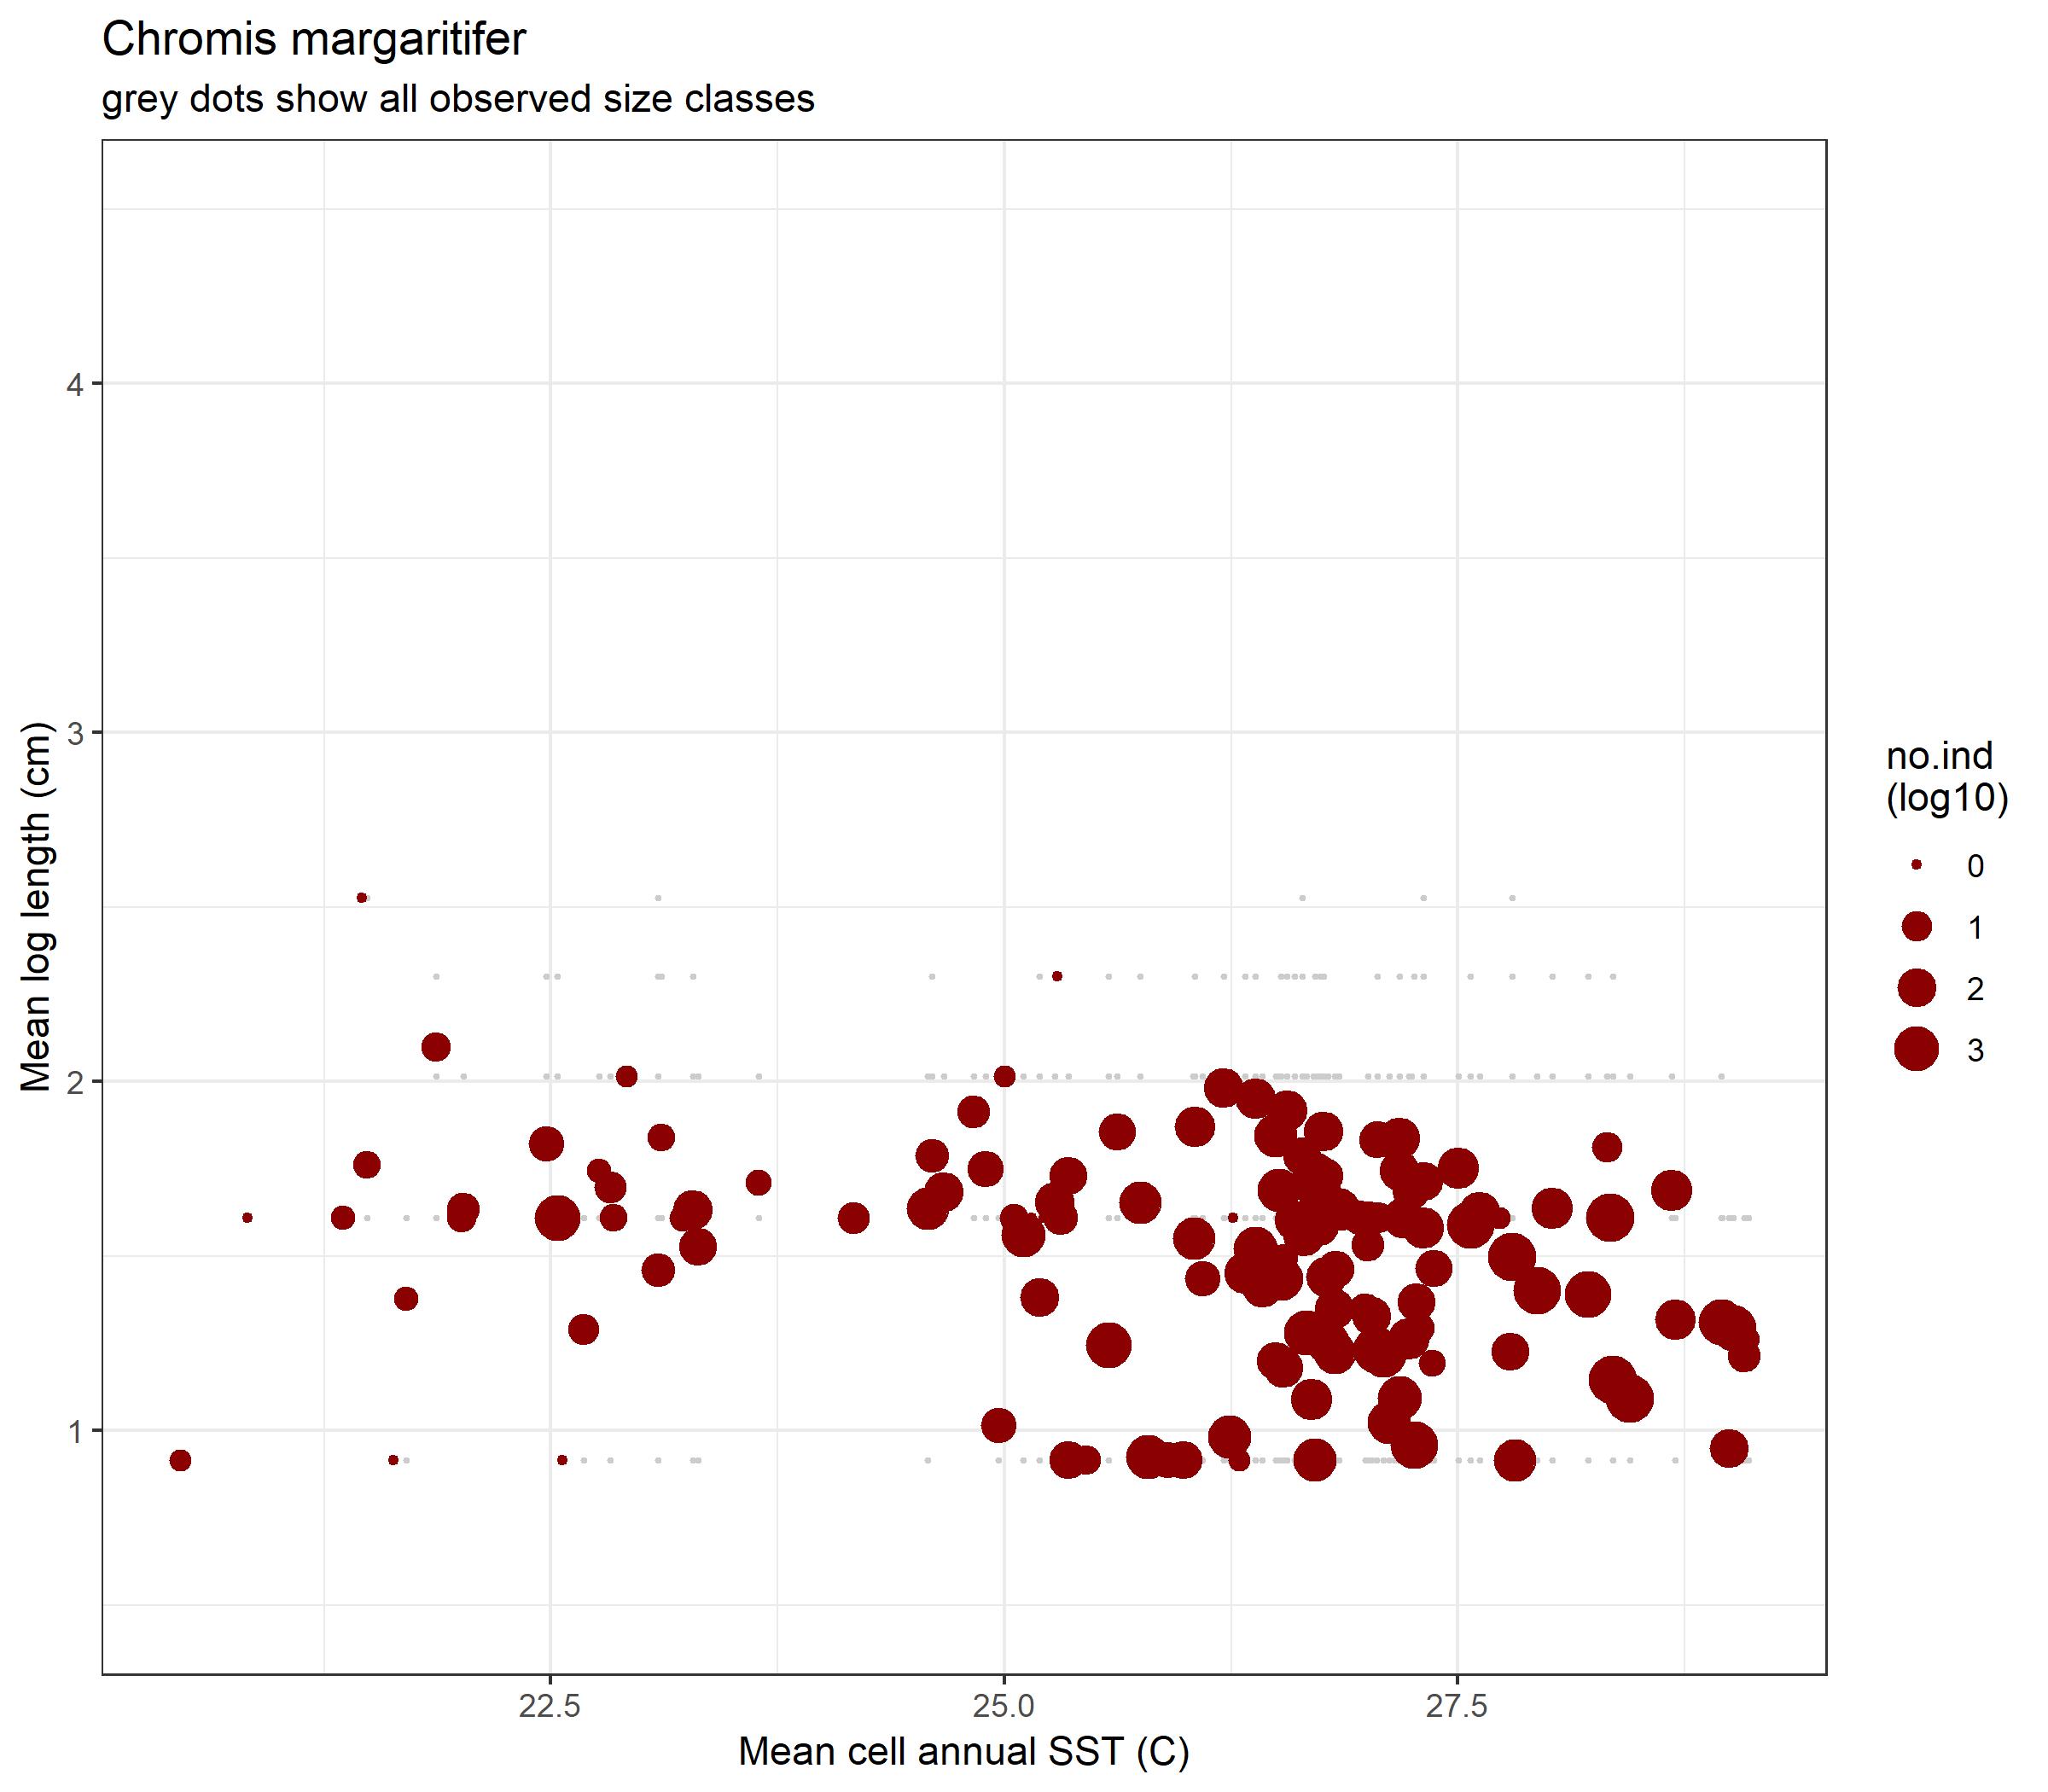 Chromis margaritifer
grey dots show all observed size classes
Mean log length (cm)
4
3
2
1
22.5
25.0
27.5
Mean cell annual SST (C)
no.ind
(log10)
0
1
2
3